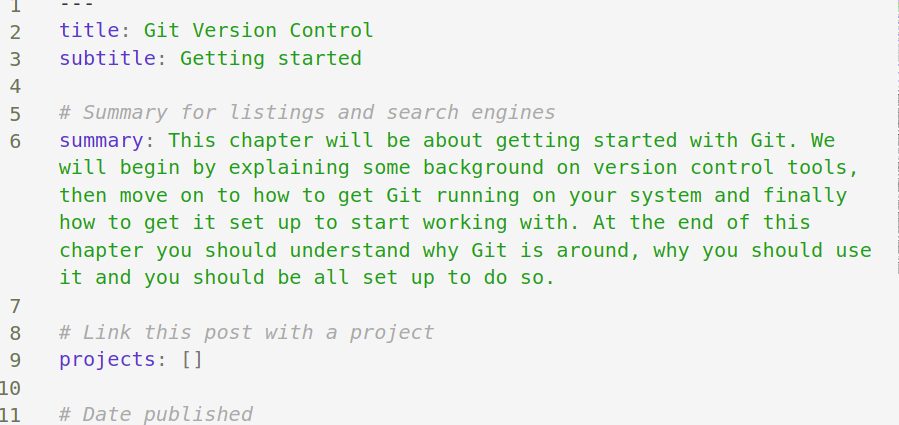 1 ---
2 title: Git Version Control
3 subtitle: Getting started
4
5 # Summary for listings and search engines
6 summary: This chapter will be about getting started with Git. We
will begin by explaining some background on version control tools,
then move on to how to get Git running on your system and finally
how to get it set up to start working with. At the end of this
chapter you should understand why Git is around, why you should use
it and you should be all set up to do so.
7
8 # Link this post with a project
9 projects: []
10
11 # Date published